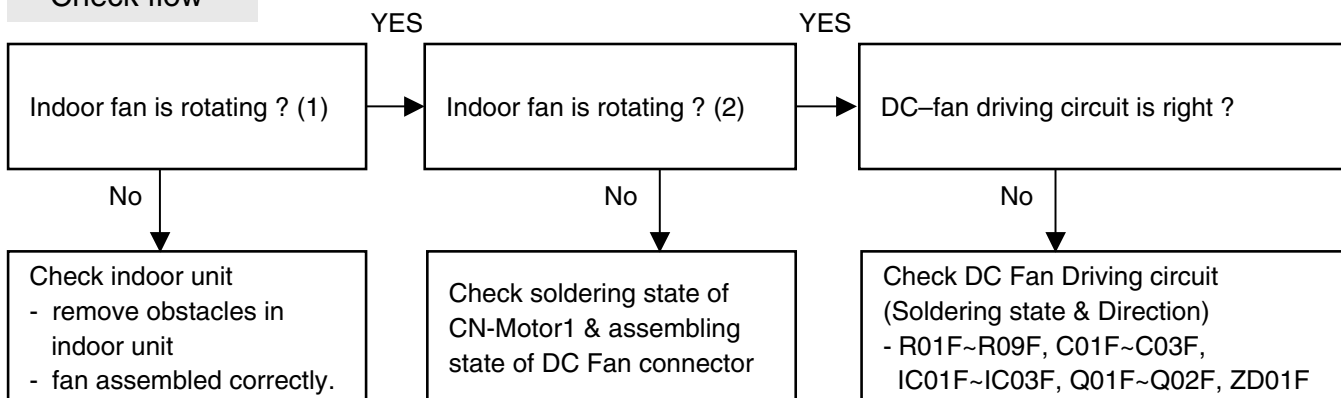 Check flow
YES
YES
Indoor fan is rotating ? (1)
Indoor fan is rotating ? (2)
DC–fan driving circuit is right ?
No
No
No
Check indoor unit
- remove obstacles in
indoor unit
- fan assembled correctly.
Check soldering state of
CN-Motor1 & assembling
state of DC Fan connector
Check DC Fan Driving circuit
(Soldering state & Direction)
- R01F~R09F, C01F~C03F,
IC01F~IC03F, Q01F~Q02F, ZD01F